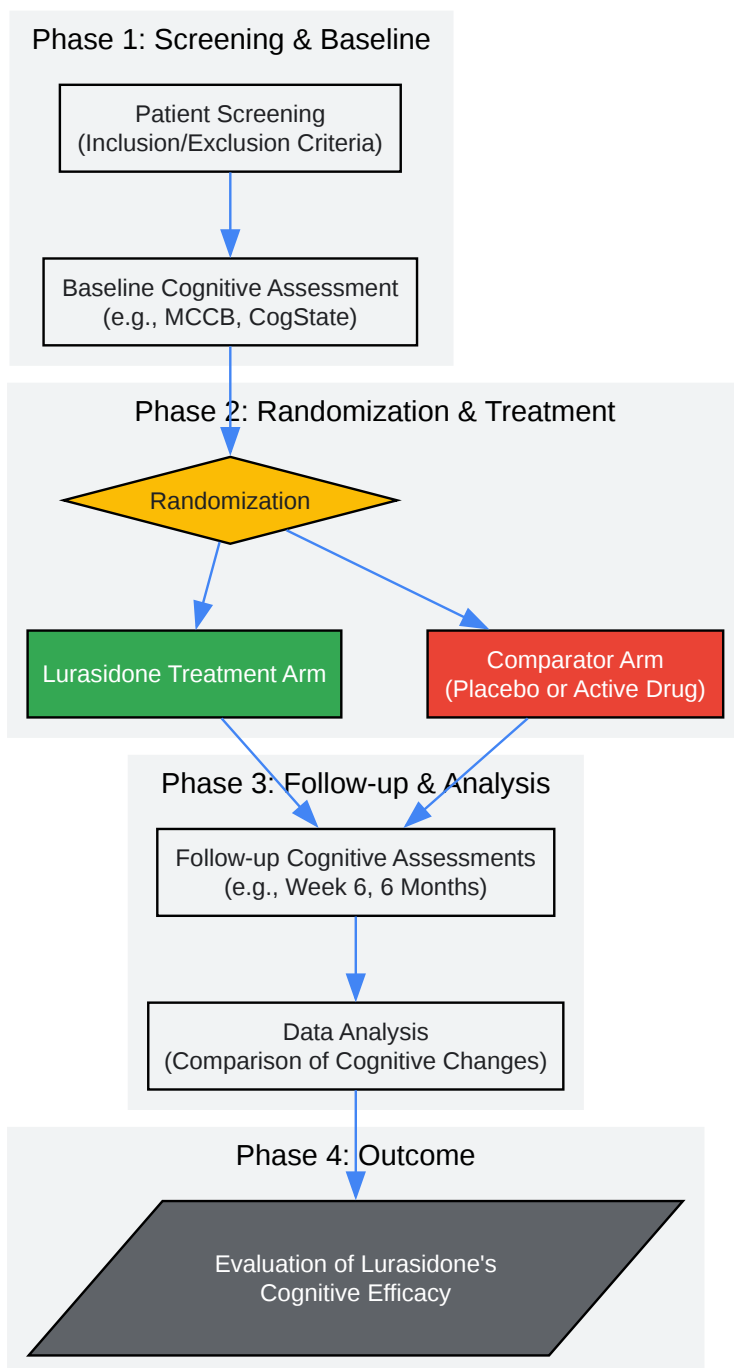 Phase 1: Screening & Baseline
Patient Screening
(Inclusion/Exclusion Criteria)
Baseline Cognitive Assessment
(e.g., MCCB, CogState)
Phase 2: Randomization & Treatment
Randomization
Lurasidone Treatment Arm
Comparator Arm
(Placebo or Active Drug)
Phase 3: Follow-up & Analysis
Follow-up Cognitive Assessments
(e.g., Week 6, 6 Months)
Data Analysis
(Comparison of Cognitive Changes)
Phase 4: Outcome
Evaluation of Lurasidone's
Cognitive Efficacy